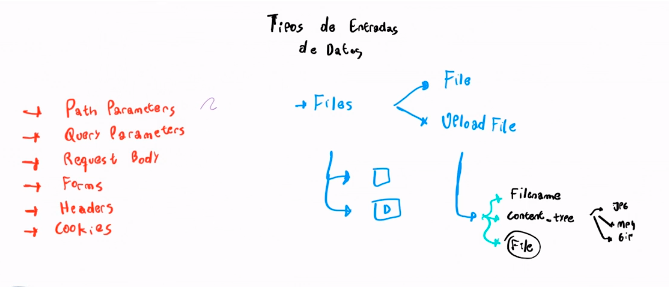 Tipos de Entradas
de Datos
→ Path Parameters
→ Query Parameters
→ Request Body
→ Forms
→ Headers
→ Cookies
→ Files
File
Upload File
D
Filename
content_type
File
JPG
MP4
Gif